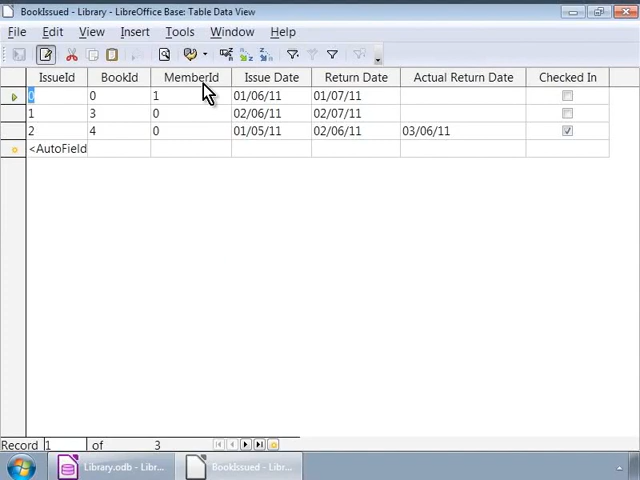 BookIssued - Library - LibreOffice Base: Table Data View
File Edit View Insert Tools Window Help
IssueId BookId MemberId Issue Date Return Date Actual Return Date Checked In
0 0 1 01/06/11 01/07/11
1 3 0 02/06/11 02/07/11
2 4 0 01/05/11 02/06/11 03/06/11
<AutoField
Record 1 of 3
Library.odb - Libr... BookIssued - Libr...